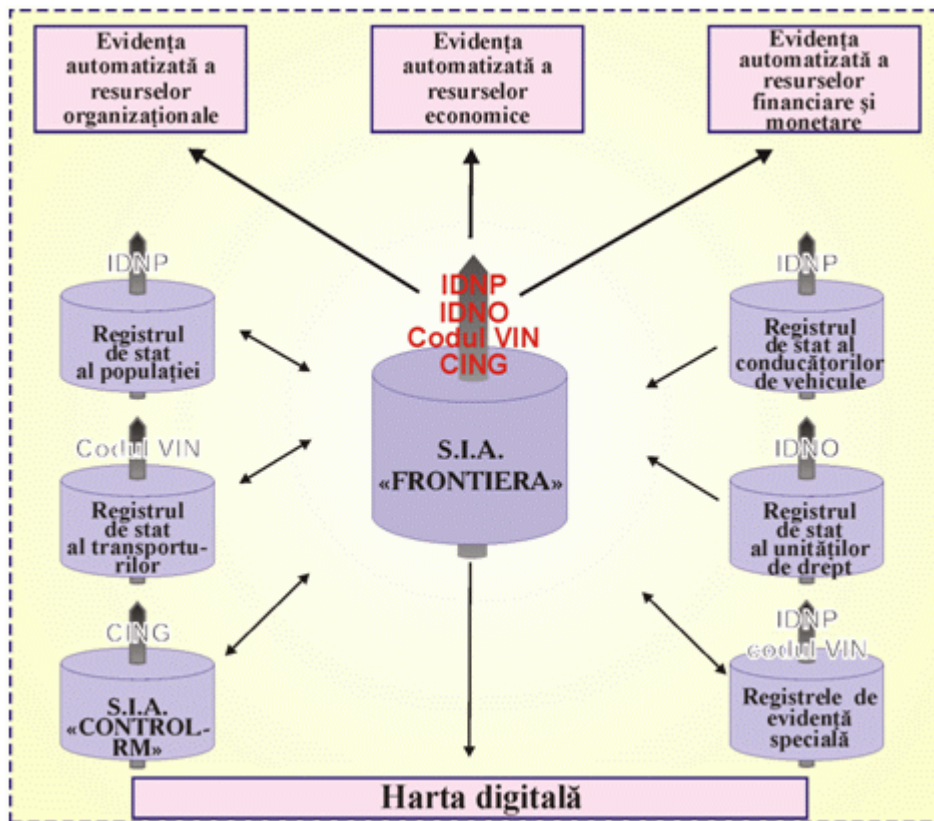 Evidența
automatizată a
resurselor
organizaționale
Evidența
automatizată a
resurselor
economice
Evidența
automatizată a
resurselor
financiare și
monetare
IDNP
Registrul
de stat
al populației
Codul VIN
Registrul
de stat
al transportu-
rilor
CING
S.I.A.
«CONTROL-
RM»
IDNP
IDNO
Codul VIN
CING
S.I.A.
«FRONTIERA»
IDNP
Registrul
de stat al
conducătorilor
de vehicule
IDNO
Registrul
de stat
al unităților
de drept
IDNP
codul VIN
Registrele de
evidență
specială
Harta digitală